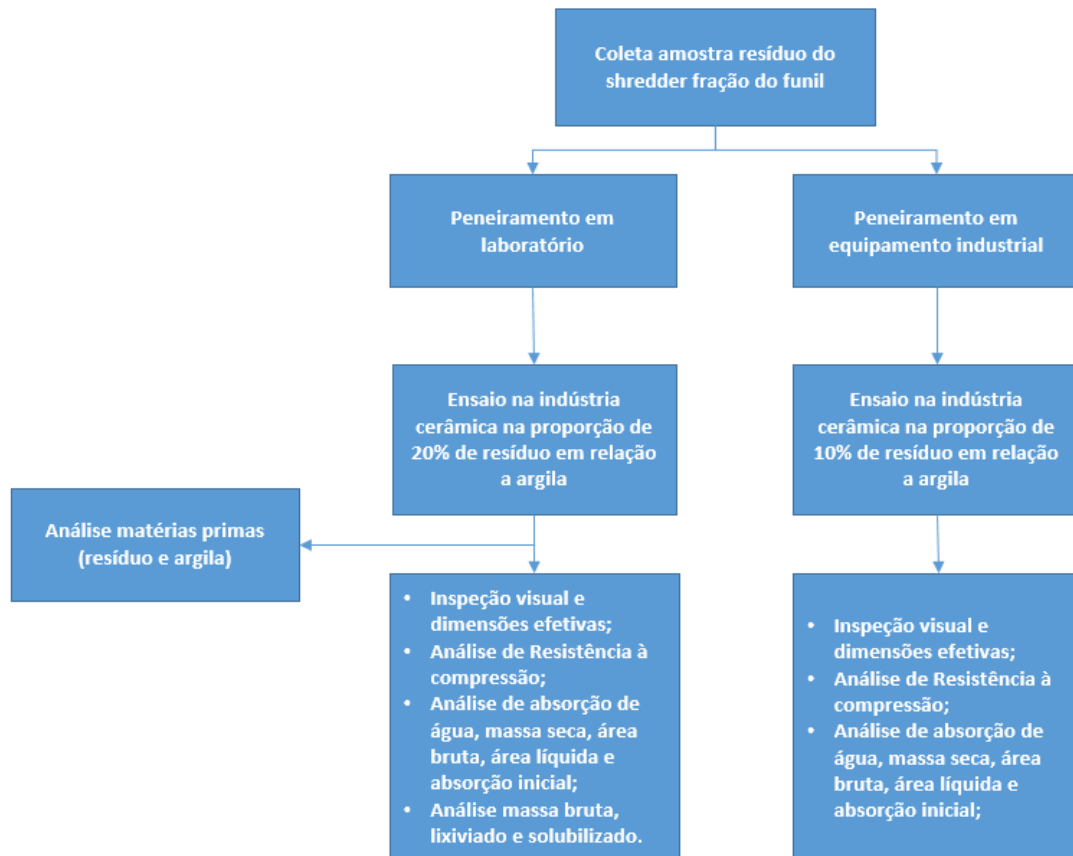 Coleta amostra resíduo do
shredder fração do funil
Peneiramento em
laboratório
Peneiramento em
equipamento industrial
Ensaio na indústria
cerâmica na proporção de
20% de resíduo em relação
a argila
Ensaio na indústria
cerâmica na proporção de
10% de resíduo em relação
a argila
Análise matérias primas
(resíduo e argila)
• Inspeção visual e
dimensões efetivas;
• Análise de Resistência à
compressão;
• Análise de absorção de
água, massa seca, área
bruta, área líquida e
absorção inicial;
• Análise massa bruta,
lixiviado e solubilizado.
• Inspeção visual e
dimensões efetivas;
• Análise de Resistência à
compressão;
• Análise de absorção de
água, massa seca, área
bruta, área líquida e
absorção inicial;